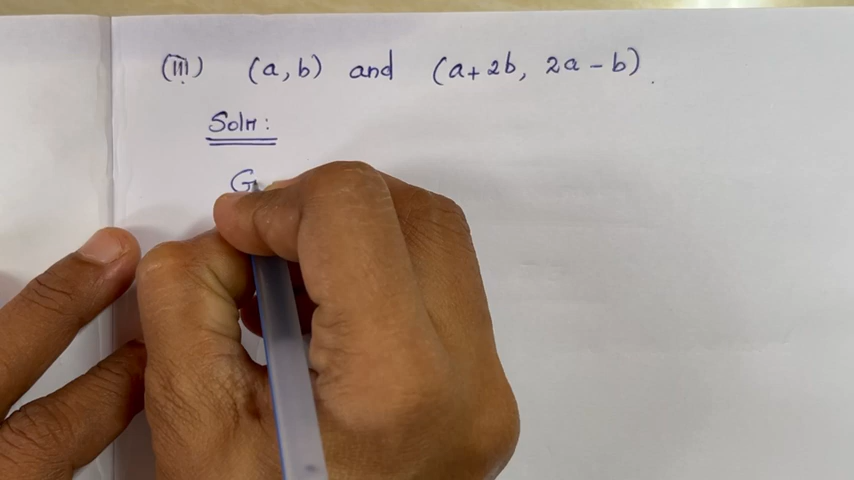 (iii) (a, b) and (a+2b, 2a-b).
Soln:
G